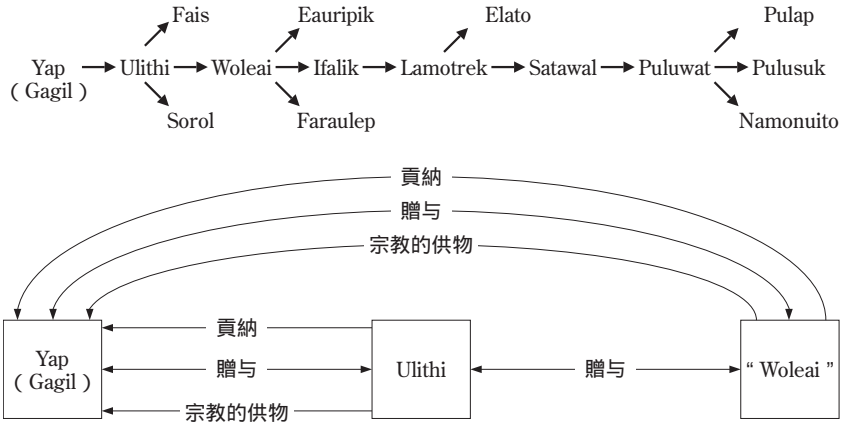 Fais Eauripik Elato Pulap
Yap Ulithi Woleai Ifalik Lamotrek Satawal Puluwat Pulusuk
( Gagil )
Sorol Faraulep Namonuito
貢納
贈与
宗教的供物
貢納
Yap
( Gagil ) 贈与 Ulithi 贈与 “ Woleai ”
宗教的供物